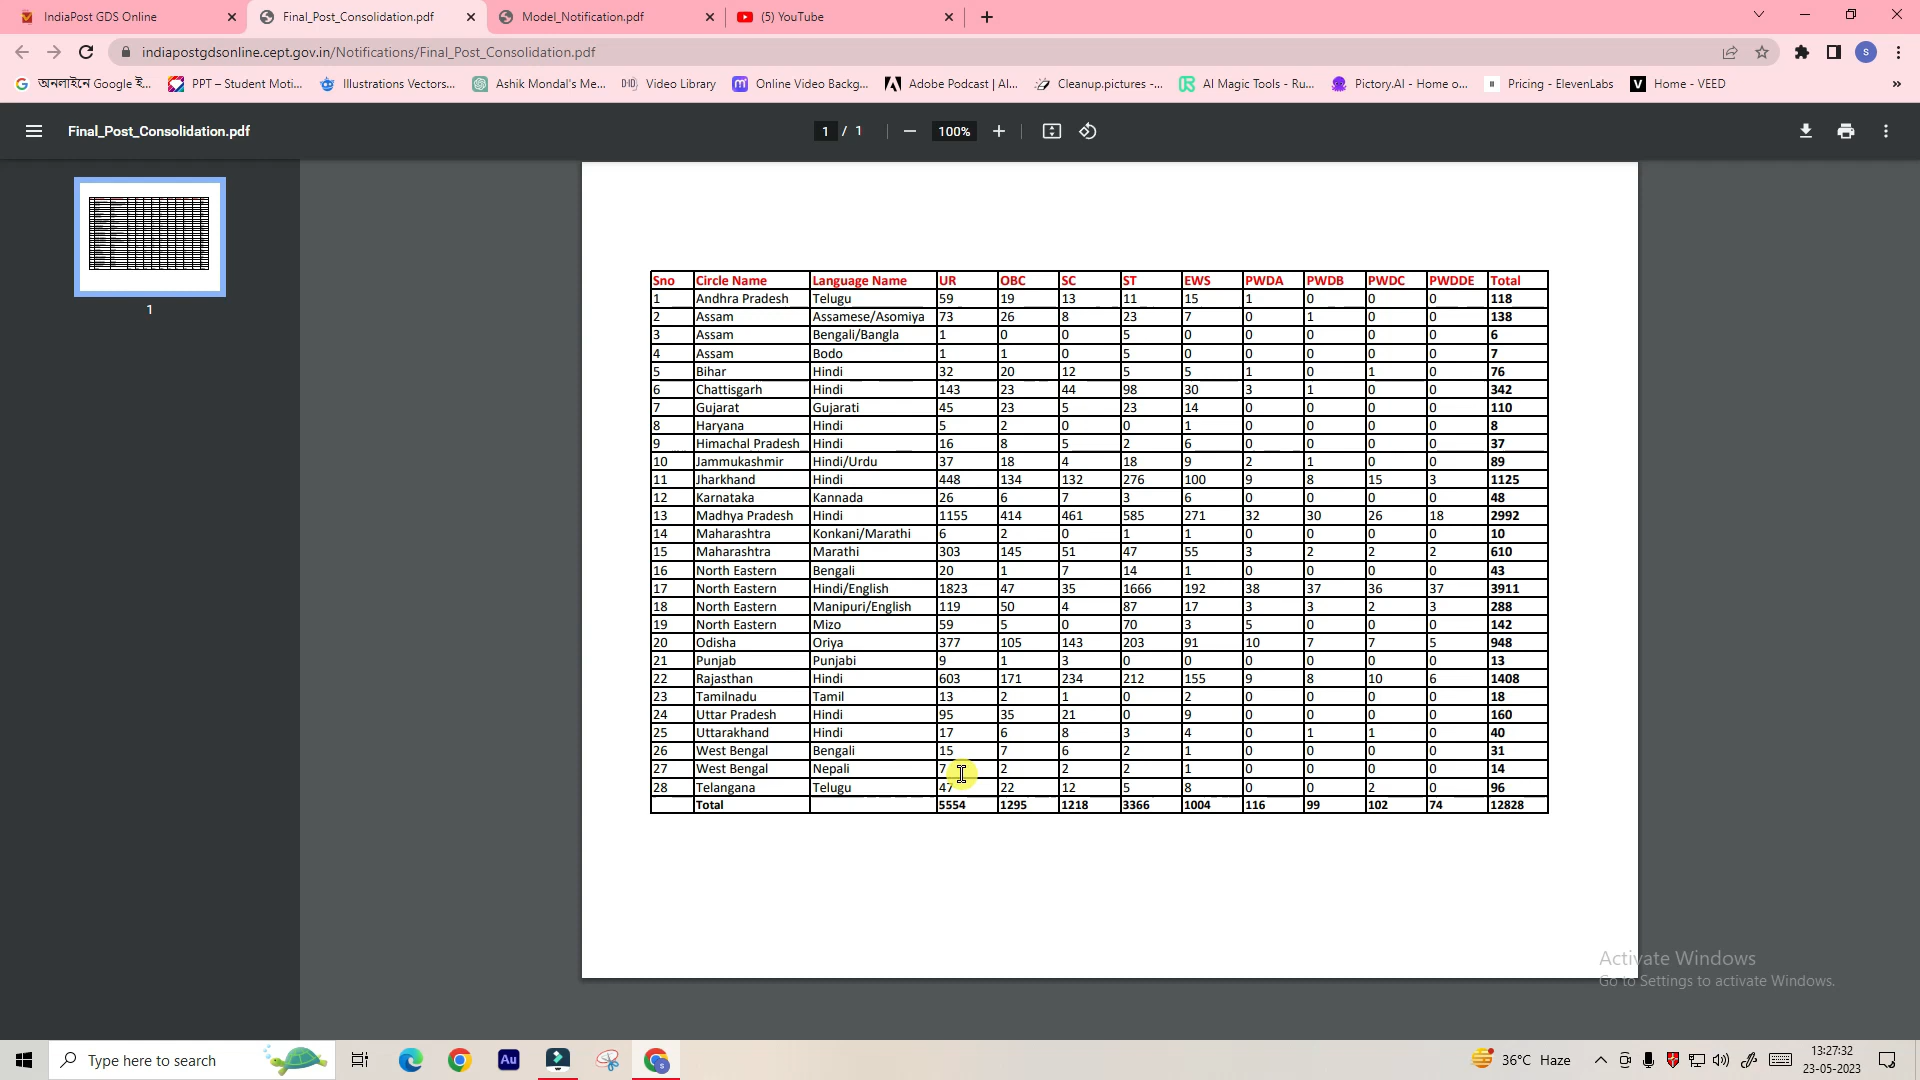 IndiaPost GDS Online
Final_Post_Consolidation.pdf
Model_Notification.pdf
(5) YouTube
indiapostgdsonline.cept.gov.in/Notifications/Final_Post_Consolidation.pdf
S
অনলাইনে Google ই... PPT – Student Moti... Illustrations Vectors... Ashik Mondal's Me... Video Library Online Video Backg... Adobe Podcast | AI... Cleanup.pictures -... AI Magic Tools - Ru... Pictory.AI - Home o... Pricing - ElevenLabs Home - VEED »
Final_Post_Consolidation.pdf 1 / 1 100%
1
Sno Circle Name Language Name UR OBC SC ST EWS PWDA PWDB PWDC PWDDE Total
1 Andhra Pradesh Telugu 59 19 13 11 15 1 0 0 0 118
2 Assam Assamese/Asomiya 73 26 8 23 7 0 1 0 0 138
3 Assam Bengali/Bangla 1 0 0 5 0 0 0 0 0 6
4 Assam Bodo 1 1 0 5 0 0 0 0 0 7
5 Bihar Hindi 32 20 12 5 5 1 0 1 0 76
6 Chattisgarh Hindi 143 23 44 98 30 3 1 0 0 342
7 Gujarat Gujarati 45 23 5 23 14 0 0 0 0 110
8 Haryana Hindi 5 2 0 0 1 0 0 0 0 8
9 Himachal Pradesh Hindi 16 8 5 2 6 0 0 0 0 37
10 Jammukashmir Hindi/Urdu 37 18 4 18 9 2 1 0 0 89
11 Jharkhand Hindi 448 134 132 276 100 9 8 15 3 1125
12 Karnataka Kannada 26 6 7 3 6 0 0 0 0 48
13 Madhya Pradesh Hindi 1155 414 461 585 271 32 30 26 18 2992
14 Maharashtra Konkani/Marathi 6 2 0 1 1 0 0 0 0 10
15 Maharashtra Marathi 303 145 51 47 55 3 2 2 2 610
16 North Eastern Bengali 20 1 7 14 1 0 0 0 0 43
17 North Eastern Hindi/English 1823 47 35 1666 192 38 37 36 37 3911
18 North Eastern Manipuri/English 119 50 4 87 17 3 3 2 3 288
19 North Eastern Mizo 59 5 0 70 3 5 0 0 0 142
20 Odisha Oriya 377 105 143 203 91 10 7 7 5 948
21 Punjab Punjabi 9 1 3 0 0 0 0 0 0 13
22 Rajasthan Hindi 603 171 234 212 155 9 8 10 6 1408
23 Tamilnadu Tamil 13 2 1 0 2 0 0 0 0 18
24 Uttar Pradesh Hindi 95 35 21 0 9 0 0 0 0 160
25 Uttarakhand Hindi 17 6 8 3 4 0 1 1 0 40
26 West Bengal Bengali 15 7 6 2 1 0 0 0 0 31
27 West Bengal Nepali 7 2 2 2 1 0 0 0 0 14
28 Telangana Telugu 47 22 12 5 8 0 0 2 0 96
Total 5554 1295 1218 3366 1004 116 99 102 74 12828
Activate Windows
Go to Settings to activate Windows.
Type here to search
Au
36°C Haze
13:27:32
23-05-2023